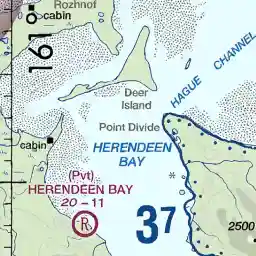 Rozhnof
cabin
161
Deer
Island
HAGUE CHANNEL
Point Divide
HERENDEEN
BAY
cabin
(Pvt)
HERENDEEN BAY
20 - 11
R
37
2500